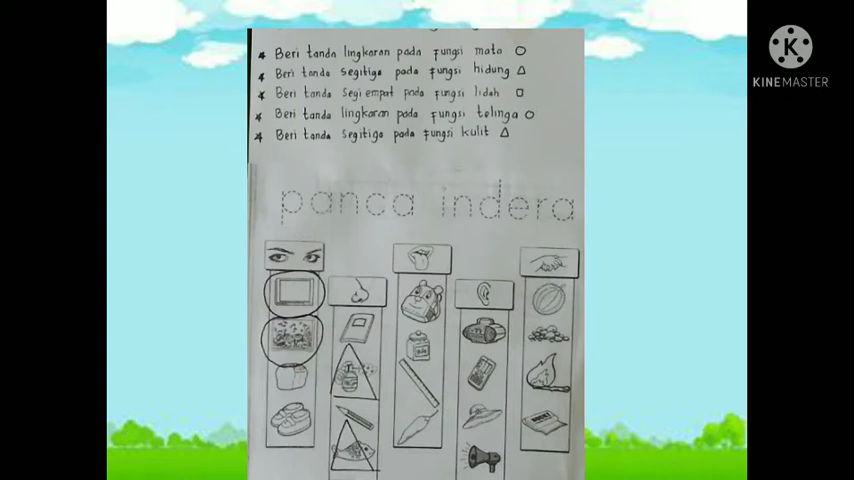 * Beri tanda lingkaran pada fungsi mata ○
* Beri tanda segitiga pada fungsi hidung △
* Beri tanda segi empat pada fungsi lidah □
* Beri tanda lingkaran pada fungsi telinga ○
* Beri tanda segitiga pada fungsi kulit △
panca indera
K
KINEMASTER